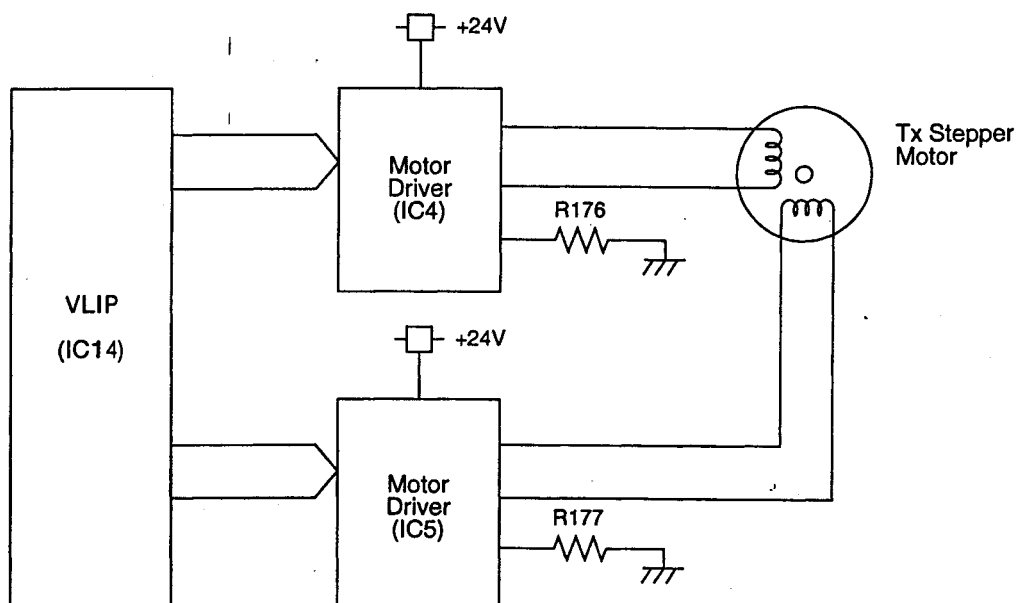 +24V
Motor
Driver
(IC4)
Tx Stepper
Motor
R176
VLIP
(IC14)
+24V
Motor
Driver
(IC5)
R177